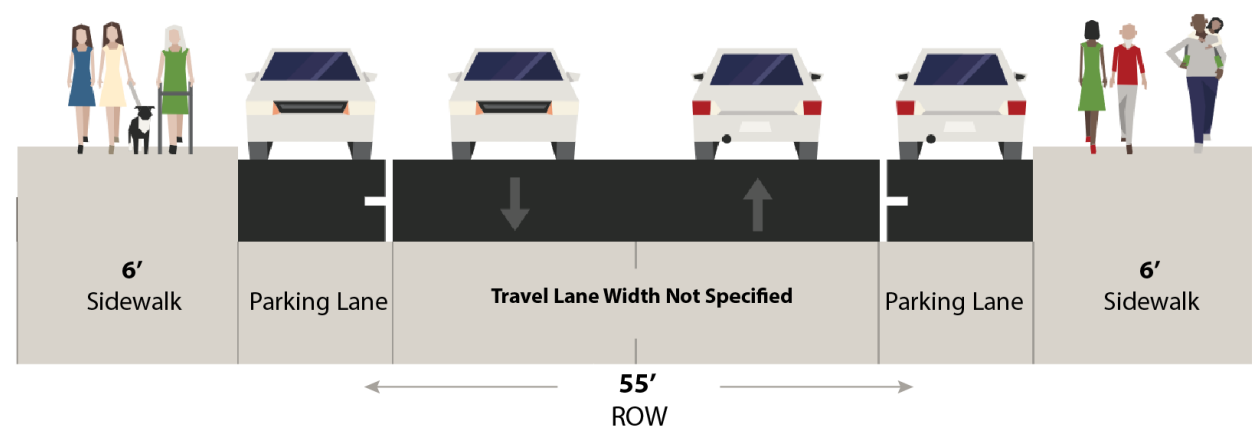 6’
Sidewalk
Parking Lane
Travel Lane Width Not Specified
Parking Lane
6’
Sidewalk
55’
ROW